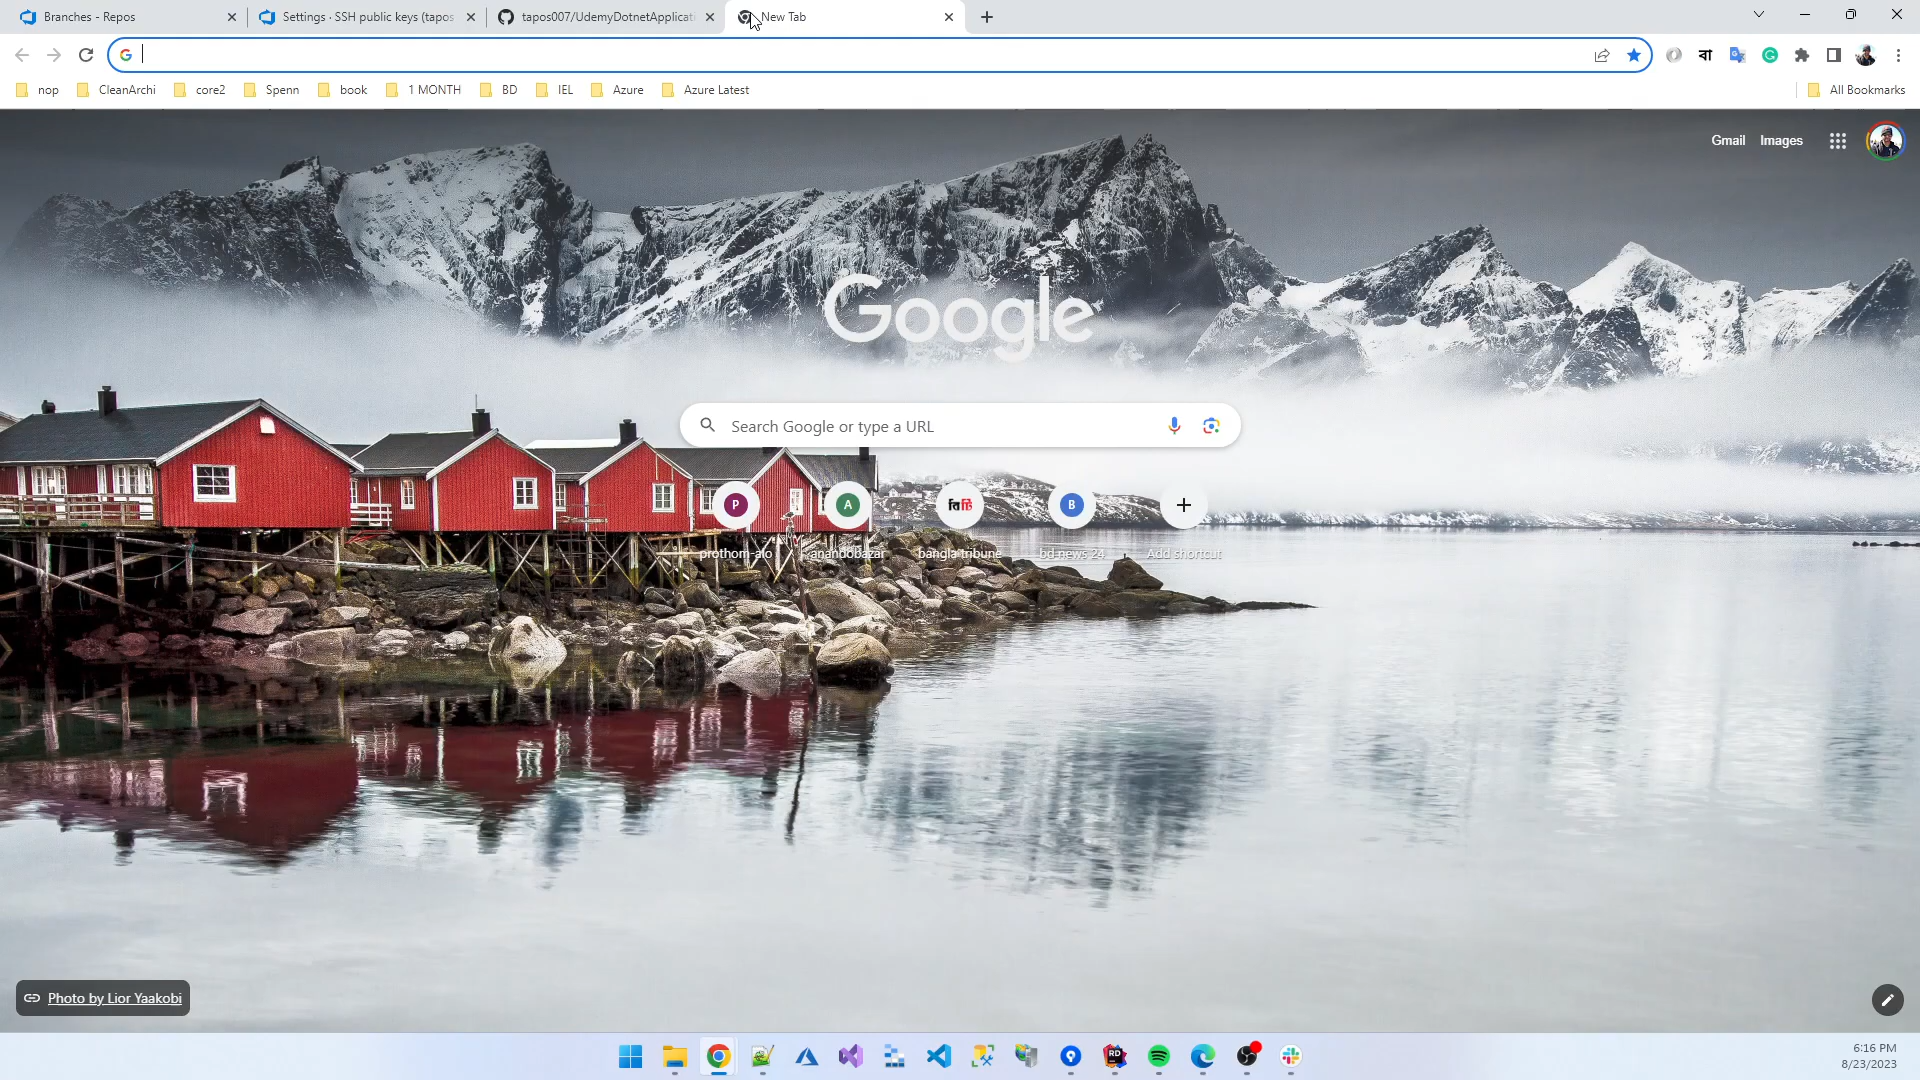 Branches - Repos
Settings · SSH public keys (tapos
tapos007/UdemyDotnetApplicati
New Tab
বা
nop
CleanArchi
core2
Spenn
book
1 MONTH
BD
IEL
Azure
Azure Latest
All Bookmarks
Gmail
Images
Google
Search Google or type a URL
P
A
B
prothom-alo
anandobazar
bangla tribune
bd news 24
Add shortcut
Photo by Lior Yaakobi
RD
6:16 PM
8/23/2023